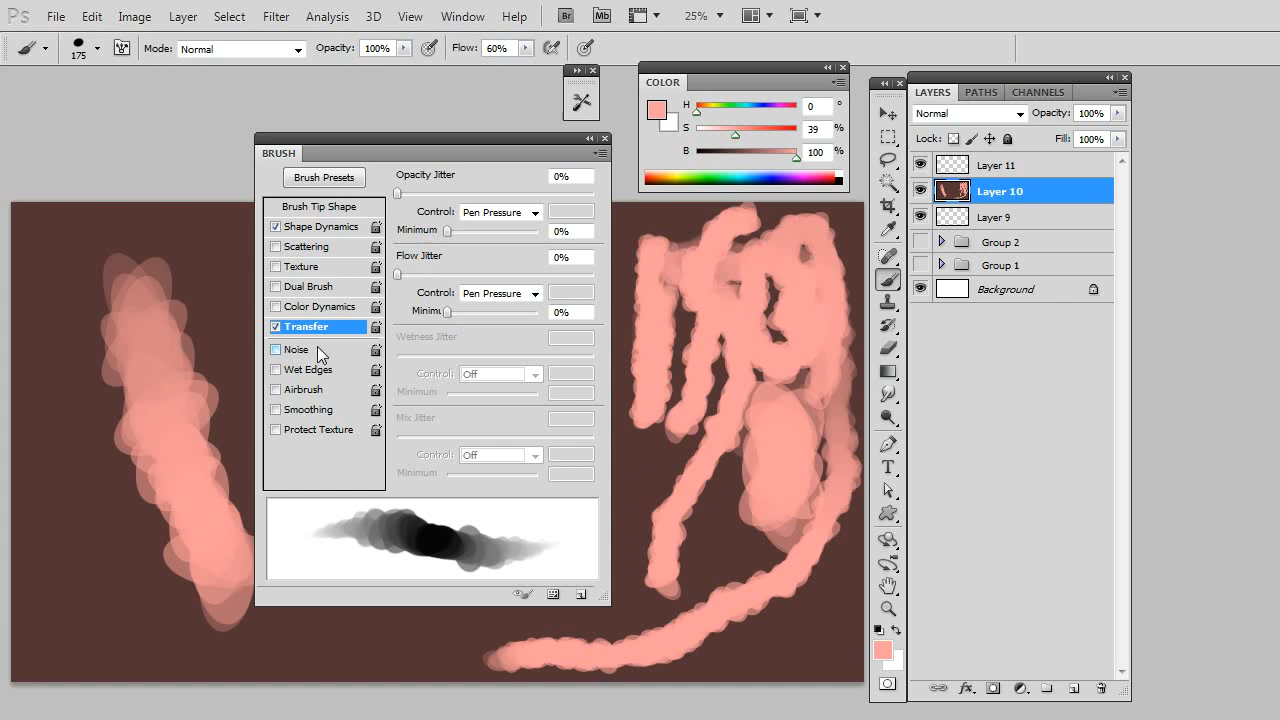 Ps File Edit Image Layer Select Filter Analysis 3D View Window Help Br Mb 25%
175 Mode: Normal Opacity: 100% Flow: 60%
BRUSH
Brush Presets
Brush Tip Shape
Shape Dynamics
Scattering
Texture
Dual Brush
Color Dynamics
Transfer
Noise
Wet Edges
Airbrush
Smoothing
Protect Texture
Opacity Jitter 0%
Control: Pen Pressure
Minimum 0%
Flow Jitter 0%
Control: Pen Pressure
Minimu 0%
Wetness Jitter
Control: Off
Minimum
Mix Jitter
Control: Off
Minimum
COLOR
H 0 °
S 39 %
B 100 %
T
LAYERS PATHS CHANNELS
Normal Opacity: 100%
Lock: Fill: 100%
Layer 11
Layer 10
Layer 9
Group 2
Group 1
Background
fx